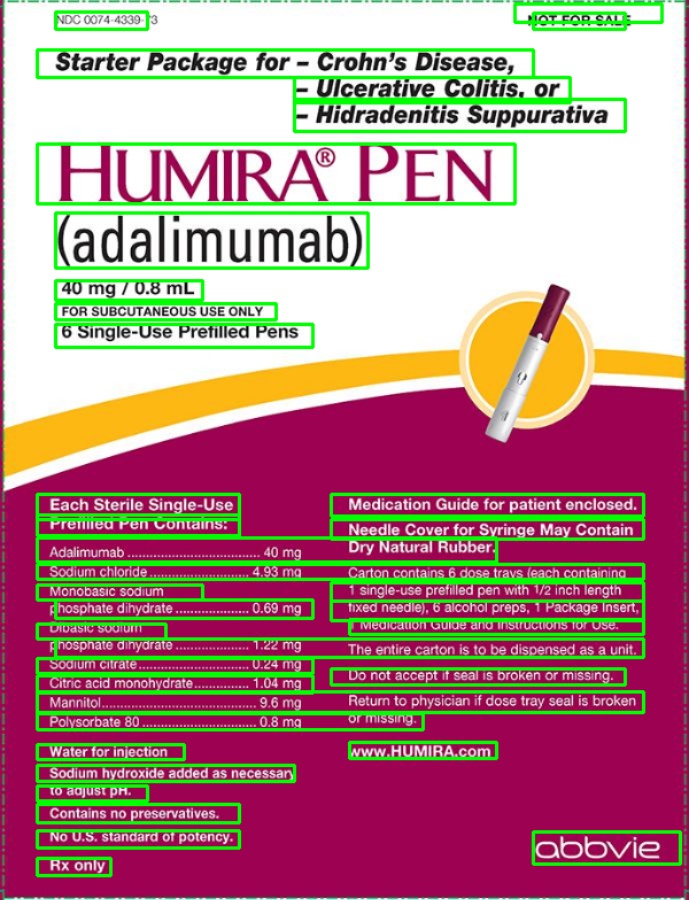 NDC 0074-4339-73
NOT FOR SALE
Starter Package for – Crohn's Disease,
– Ulcerative Colitis, or
– Hidradenitis Suppurativa
HUMIRA® PEN
(adalimumab)
40 mg / 0.8 mL
FOR SUBCUTANEOUS USE ONLY
6 Single-Use Prefilled Pens
Each Sterile Single-Use
Prefilled Pen Contains:
Adalimumab .................................. 40 mg
Sodium chloride .......................... 4.93 mg
Monobasic sodium
phosphate dihydrate .................... 0.69 mg
Dibasic sodium
phosphate dihydrate .................... 1.22 mg
Sodium citrate ............................. 0.24 mg
Citric acid monohydrate .............. 1.04 mg
Mannitol ........................................ 9.6 mg
Polysorbate 80 .............................. 0.8 mg
Water for injection
Sodium hydroxide added as necessary
to adjust pH.
Contains no preservatives.
No U.S. standard of potency.
Rx only
Medication Guide for patient enclosed.
Needle Cover for Syringe May Contain
Dry Natural Rubber.
Carton contains 6 dose trays (each containing
1 single-use prefilled pen with 1/2 inch length
fixed needle), 6 alcohol preps, 1 Package Insert,
Medication Guide and Instructions for Use.
The entire carton is to be dispensed as a unit.
Do not accept if seal is broken or missing.
Return to physician if dose tray seal is broken
or missing.
www.HUMIRA.com
abbvie